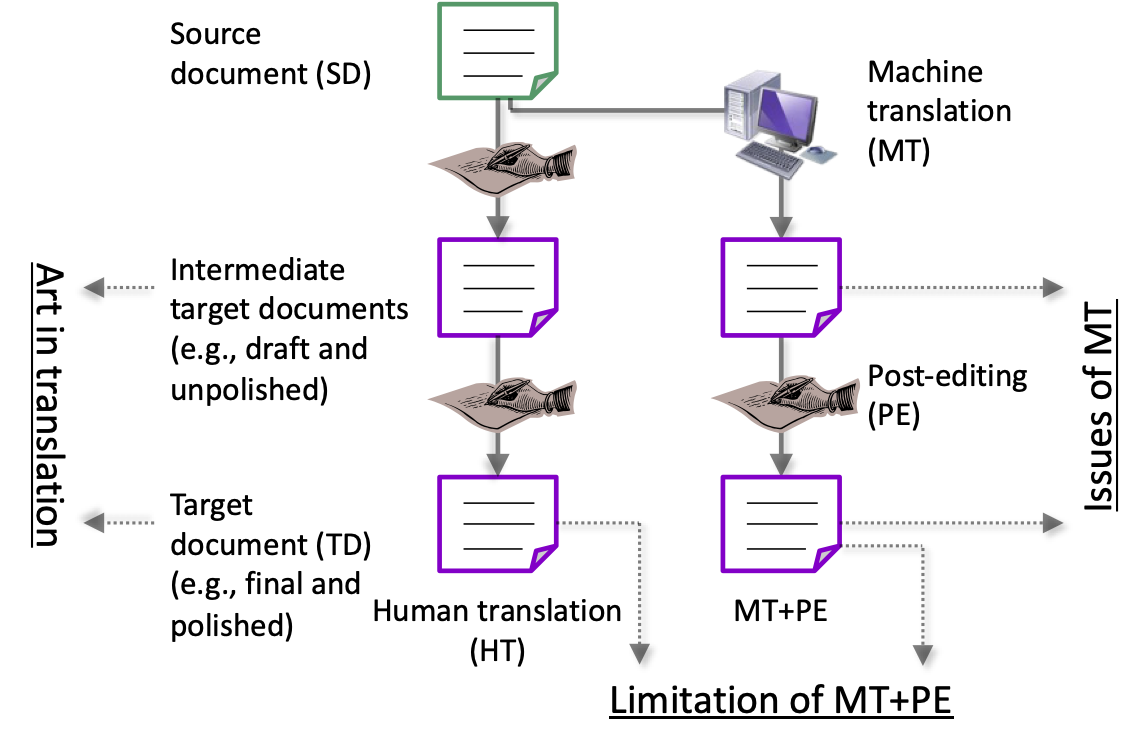 Source
document (SD)
Machine
translation
(MT)
Art in translation
Intermediate
target documents
(e.g., draft and
unpolished)
Issues of MT
Post-editing
(PE)
Target
document (TD)
(e.g., final and
polished)
Human translation
(HT)
MT+PE
Limitation of MT+PE